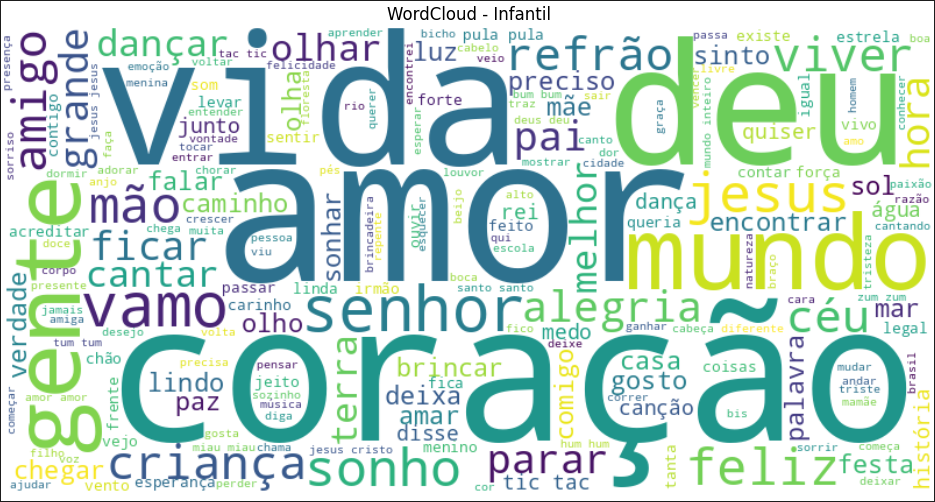 WordCloud - Infantil
vida
deu
amor
mundo
coração
gente
amigo
grande
dançar
olhar
luz
refrão
viver
hora
sinto
existe
estrela
boa
pula pula
bicho
aprender
tac tic
voltar
emoção
menina
som
felicidade
floresta
olha
cabelo
veio
encontrei
preciso
forte
mãe
pai
bum bum
traz
sair
livre
vencer
passa
igual
homem
conhecer
presença
sorriso
contigo
jesus jesus
faça
levar
entender
junto
vontade
tocar
entrar
sentir
rio
querer
esperar
deus deus
graça
canto
dor
cidade
mostrar
mundo inteiro
quiser
vivo
amo
dormir
adorar
chorar
anjo
mão
falar
caminho
crescer
pés
sonhar
brincadeira
repente
ouvir
esquecer
louvor
beijo
alto
rei
feito
qui
escola
melhor
dança
queria
jesus
contar
força
sol
paixão
razão
água
cantando
encontrar
acreditar
doce
chega
muita
ficar
pessoa
viu
corpo
presente
cantar
passar
linda
irmão
carinho
boca
santo santo
senhor
natureza
braço
tristeza
zum zum
verdade
jamais
amiga
vamo
desejo
volta
olho
fico
medo
alegria
ganhar
cabeça
deixe
diferente
cara
céu
mar
legal
tum tum
chão
precisa
pensar
lindo
jeito
sozinho
música
diga
terra
brincar
fica
deixa
amar
disse
menino
comigo
casa
gosto
correr
canção
coisas
bis
palavra
mudar
andar
triste
mamãe
brasil
começar
amor amor
frente
vejo
paz
gosta
miau miau
chama
jesus cristo
filho
voz
chegar
ajudar
vento
criança
esperança
perder
sonho
cor
parar
tic tac
hum hum
tanta
feliz
sorrir
começa
festa
deixar
história